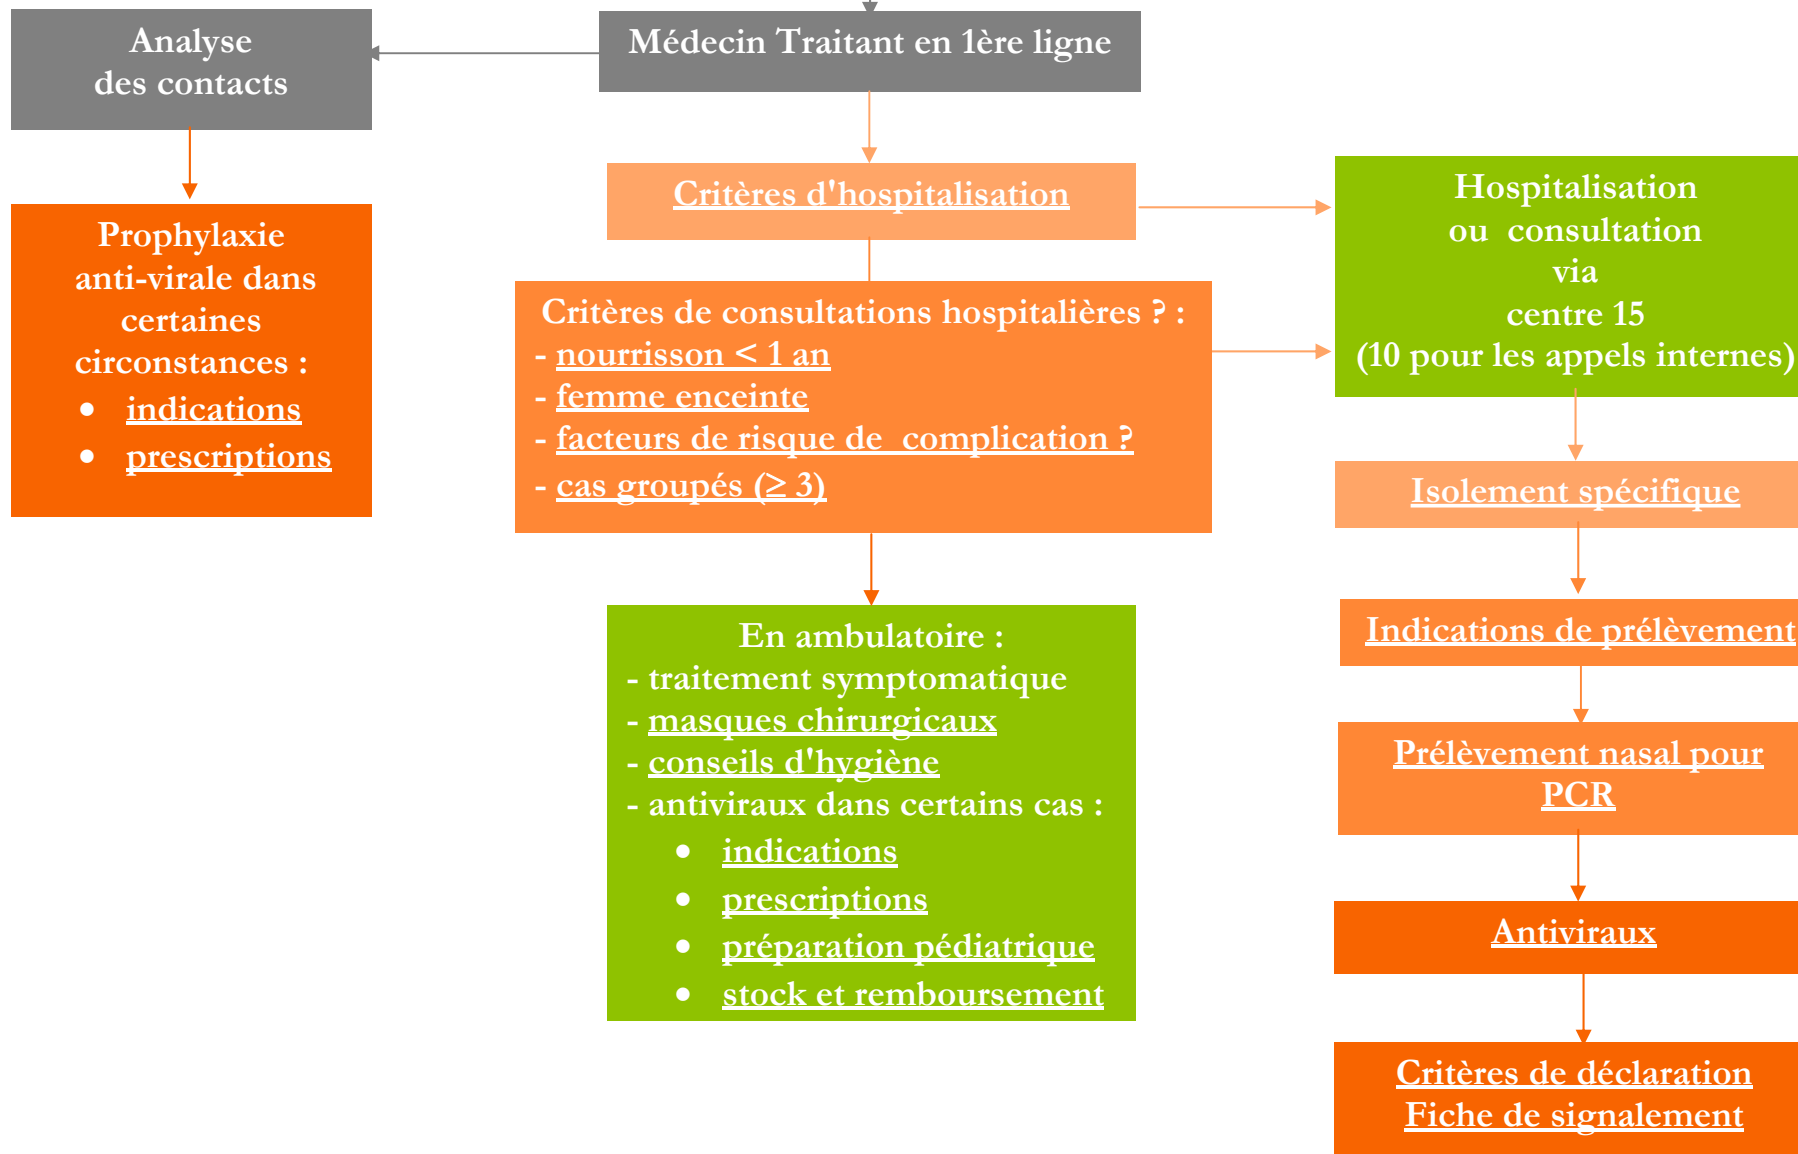 Analyse
des contacts
Médecin Traitant en 1ère ligne
Prophylaxie
anti-virale dans
certaines
circonstances :
• indications
• prescriptions
Critères d'hospitalisation
Critères de consultations hospitalières ? :
- nourrisson < 1 an
- femme enceinte
- facteurs de risque de complication ?
- cas groupés (≥ 3)
En ambulatoire :
- traitement symptomatique
- masques chirurgicaux
- conseils d'hygiène
- antiviraux dans certains cas :
• indications
• prescriptions
• préparation pédiatrique
• stock et remboursement
Hospitalisation
ou consultation
via
centre 15
(10 pour les appels internes)
Isolement spécifique
Indications de prélèvement
Prélèvement nasal pour
PCR
Antiviraux
Critères de déclaration
Fiche de signalement